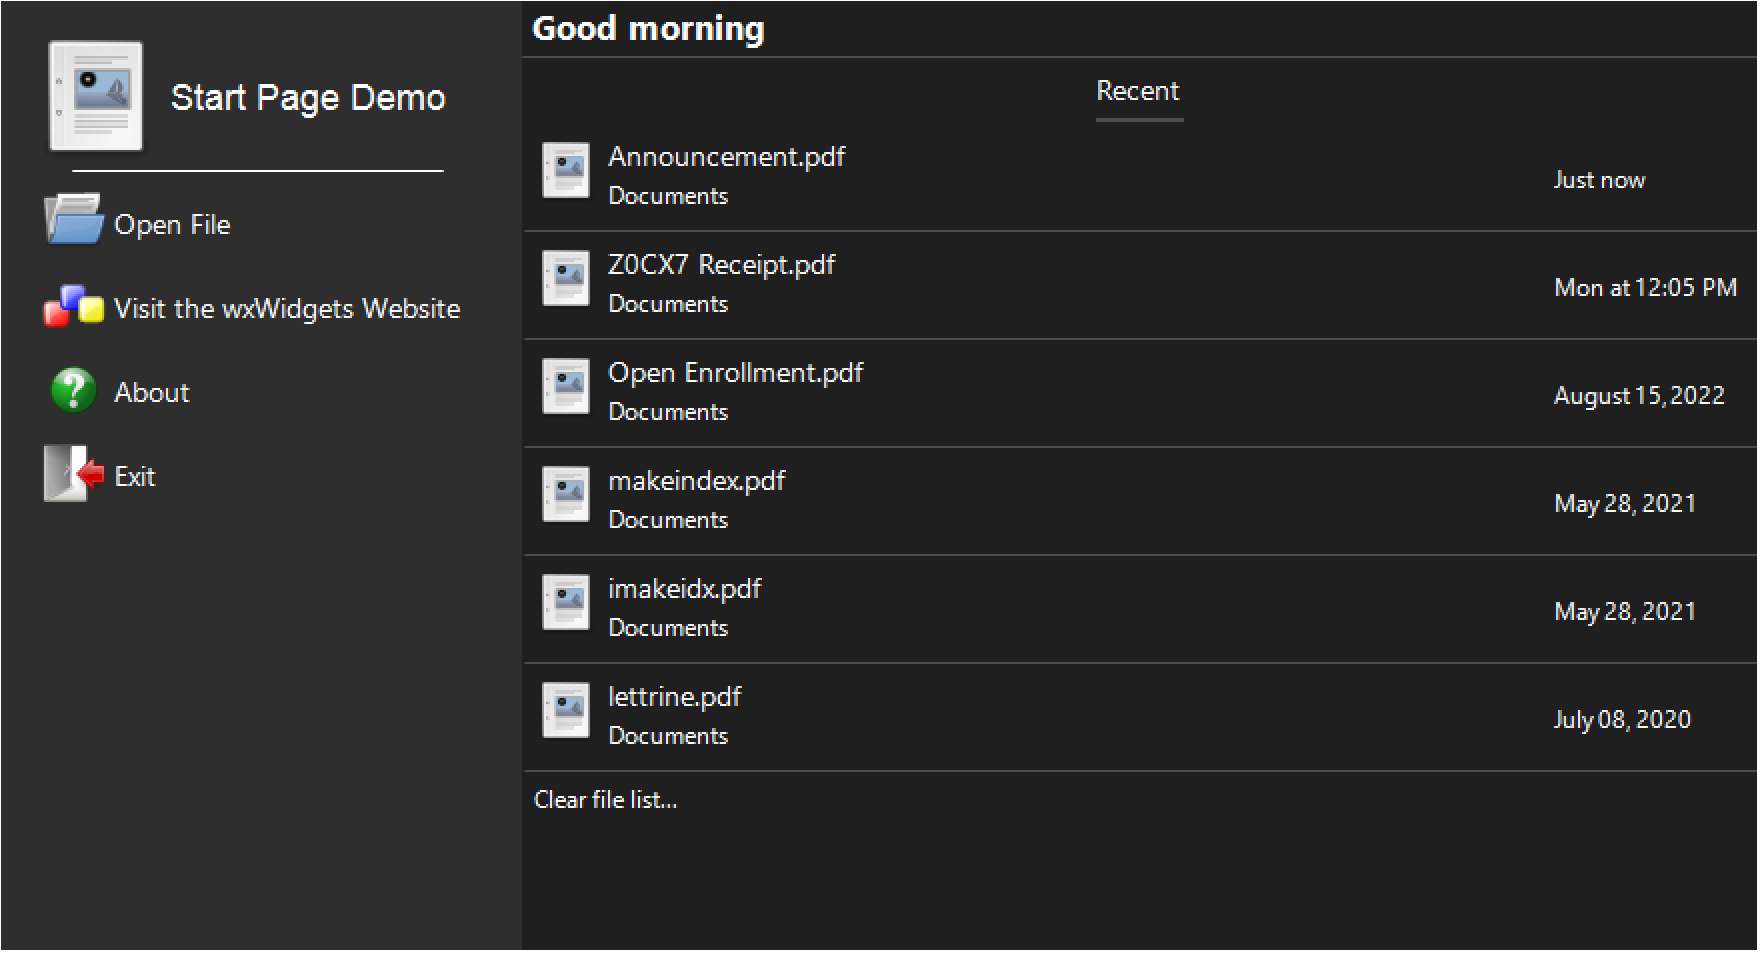 Start Page Demo
Open File
Visit the wxWidgets Website
About
Exit
Good morning
Recent
Announcement.pdf
Documents
Just now
Z0CX7 Receipt.pdf
Documents
Mon at 12:05 PM
Open Enrollment.pdf
Documents
August 15, 2022
makeindex.pdf
Documents
May 28, 2021
imakeidx.pdf
Documents
May 28, 2021
lettrine.pdf
Documents
July 08, 2020
Clear file list...